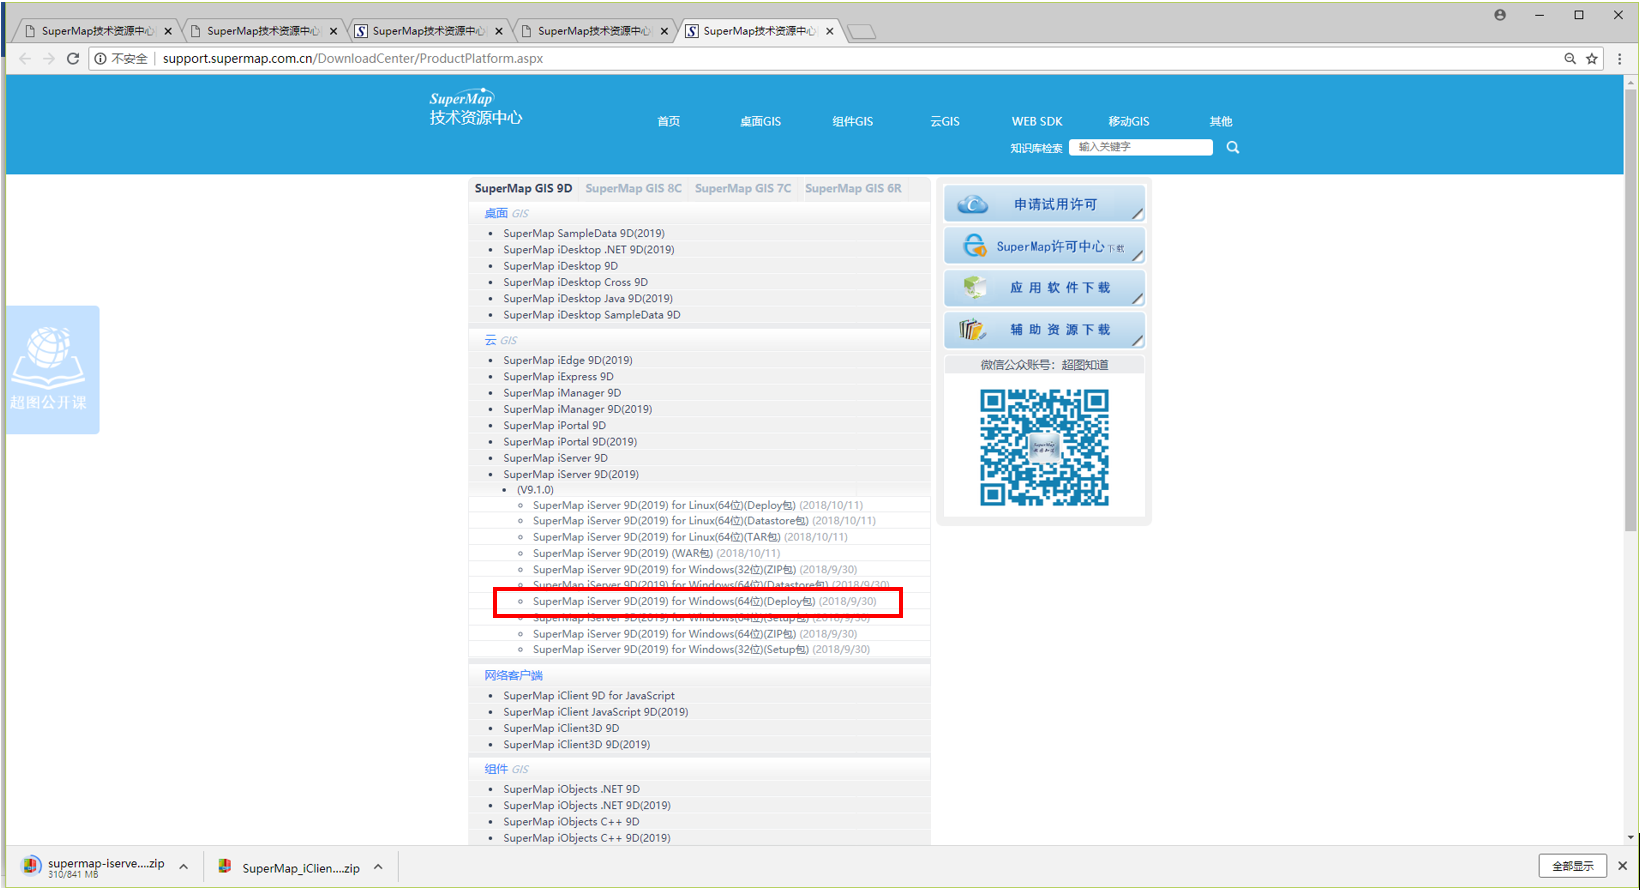 SuperMap技术资源中心
SuperMap技术资源中心
SuperMap技术资源中心
SuperMap技术资源中心
SuperMap技术资源中心
不安全
support.supermap.com.cn/DownloadCenter/ProductPlatform.aspx
SuperMap
技术资源中心
首页 桌面GIS 组件GIS 云GIS WEB SDK 移动GIS 其他
知识库检索 输入关键字
SuperMap GIS 9D SuperMap GIS 8C SuperMap GIS 7C SuperMap GIS 6R
桌面 GIS
SuperMap SampleData 9D(2019)
SuperMap iDesktop .NET 9D(2019)
SuperMap iDesktop 9D
SuperMap iDesktop Cross 9D
SuperMap iDesktop Java 9D(2019)
SuperMap iDesktop SampleData 9D
云 GIS
SuperMap iEdge 9D(2019)
SuperMap iExpress 9D
SuperMap iManager 9D
SuperMap iManager 9D(2019)
SuperMap iPortal 9D
SuperMap iPortal 9D(2019)
SuperMap iServer 9D
SuperMap iServer 9D(2019)
(V9.1.0)
SuperMap iServer 9D(2019) for Linux(64位)(Deploy包) (2018/10/11)
SuperMap iServer 9D(2019) for Linux(64位)(Datastore包) (2018/10/11)
SuperMap iServer 9D(2019) for Linux(64位)(TAR包) (2018/10/11)
SuperMap iServer 9D(2019) (WAR包) (2018/10/11)
SuperMap iServer 9D(2019) for Windows(32位)(ZIP包) (2018/9/30)
SuperMap iServer 9D(2019) for Windows(64位)(Datastore包) (2018/9/30)
SuperMap iServer 9D(2019) for Windows(64位)(Deploy包) (2018/9/30)
SuperMap iServer 9D(2019) for Windows(64位)(Setup包) (2018/9/30)
SuperMap iServer 9D(2019) for Windows(64位)(ZIP包) (2018/9/30)
SuperMap iServer 9D(2019) for Windows(32位)(Setup包) (2018/9/30)
网络客户端
SuperMap iClient 9D for JavaScript
SuperMap iClient JavaScript 9D(2019)
SuperMap iClient3D 9D
SuperMap iClient3D 9D(2019)
组件 GIS
SuperMap iObjects .NET 9D
SuperMap iObjects .NET 9D(2019)
SuperMap iObjects C++ 9D
SuperMap iObjects C++ 9D(2019)
申请试用许可
SuperMap许可中心下载
应用软件下载
辅助资源下载
微信公众账号：超图知道
超图公开课
supermap-iserve....zip
310/841 MB
SuperMap_iClien....zip
全部显示